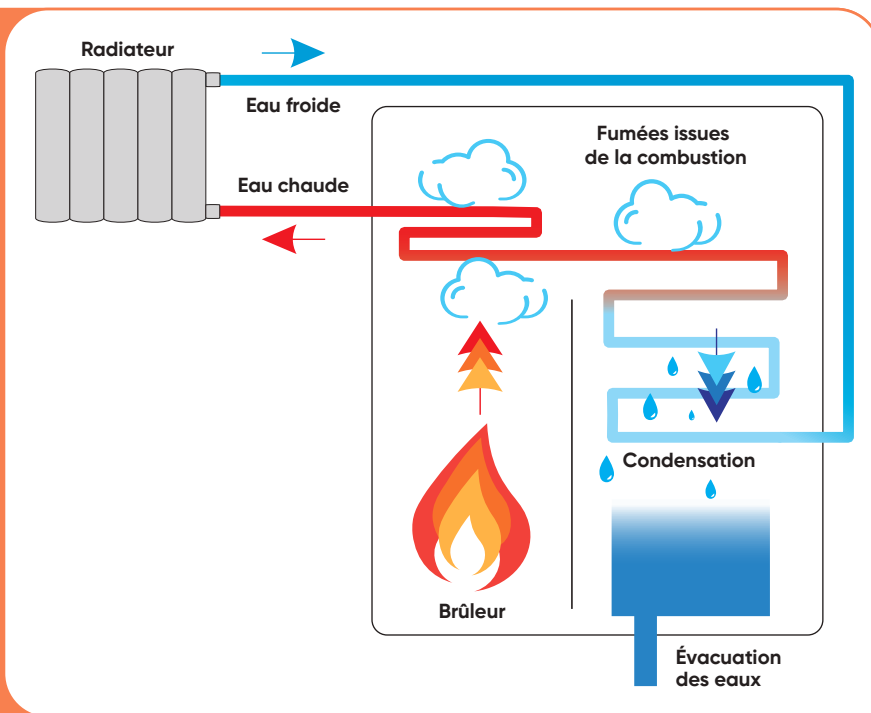 Radiateur
Eau froide
Fumées issues
de la combustion
Eau chaude
Condensation
Brûleur
Évacuation
des eaux